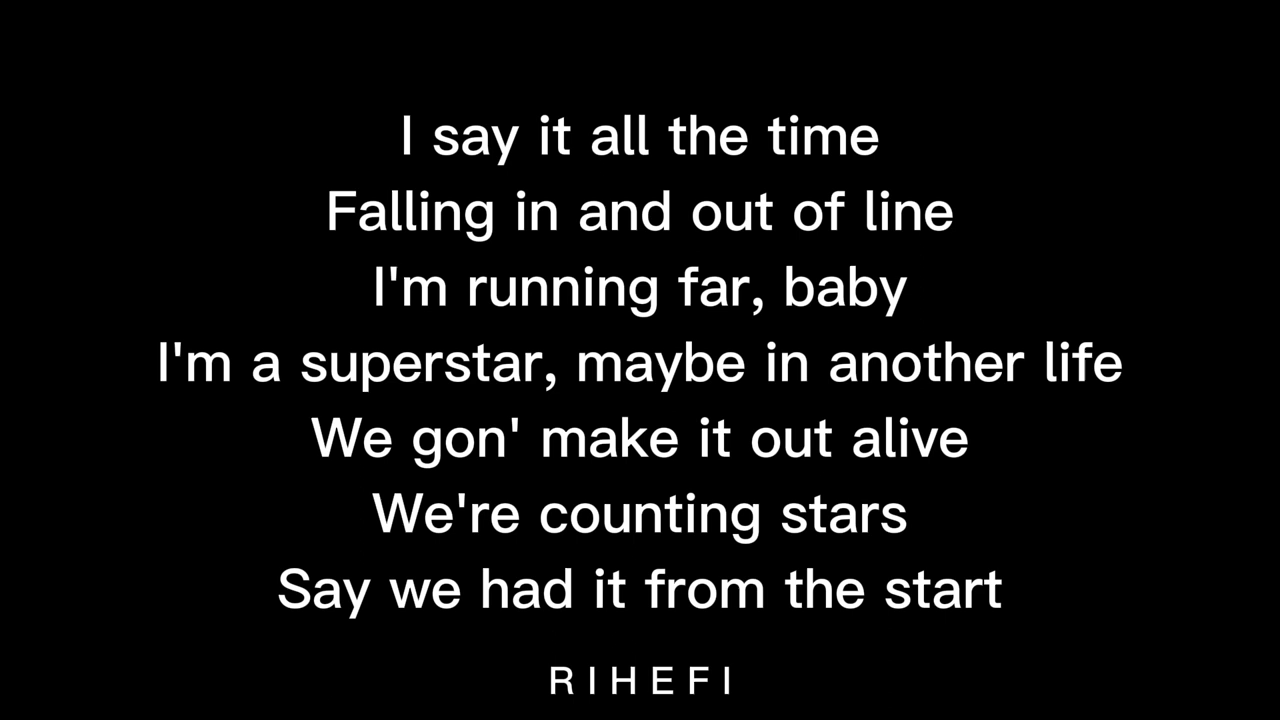 I say it all the time
Falling in and out of line
I'm running far, baby
I'm a superstar, maybe in another life
We gon' make it out alive
We're counting stars
Say we had it from the start
RIHEFI